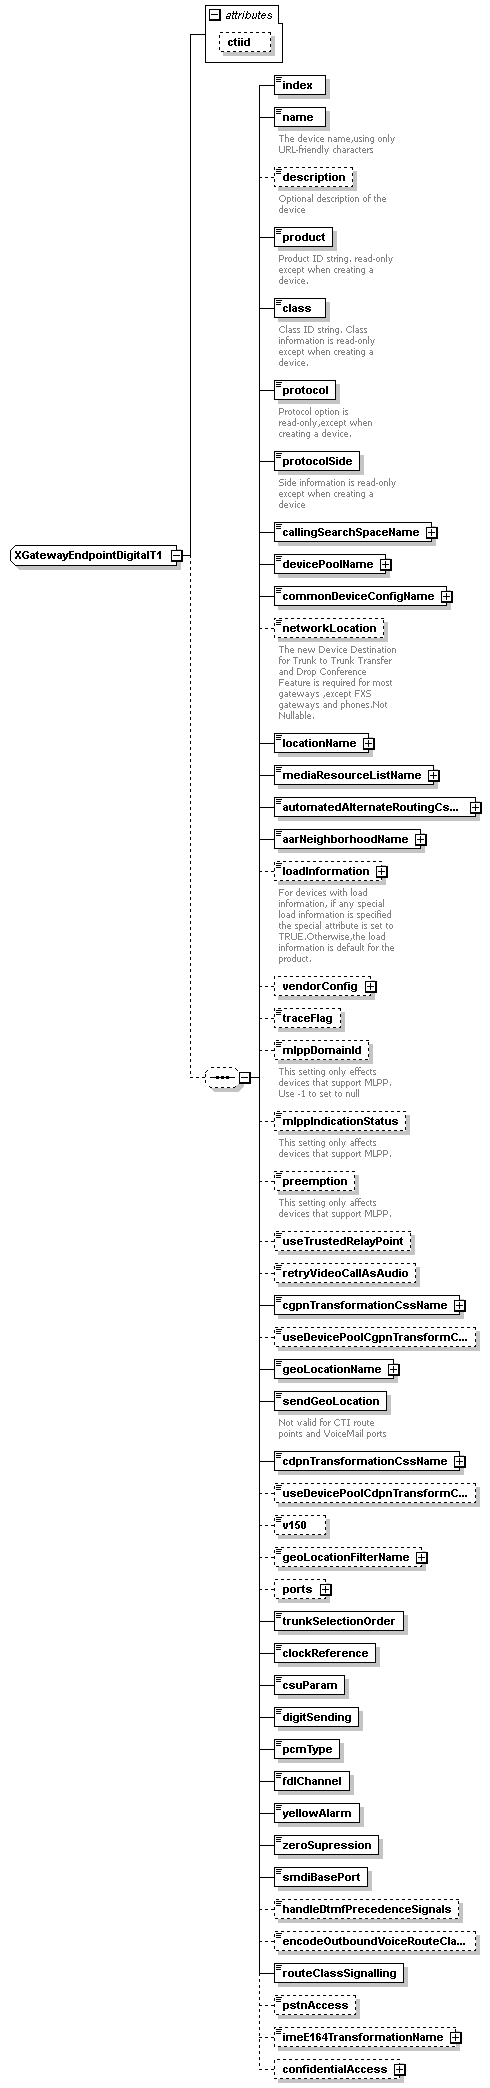 attributes
ctiid
index
name
The device name,using only
URL-friendly characters
description
Optional description of the
device
product
Product ID string. read-only
except when creating a
device.
class
Class ID string. Class
information is read-only
except when creating a
device.
protocol
Protocol option is
read-only,except when
creating a device.
protocolSide
Side information is read-only
except when creating a
device
callingSearchSpaceName
XGatewayEndpointDigitalT1
devicePoolName
commonDeviceConfigName
networkLocation
The new Device Destination
for Trunk to Trunk Transfer
and Drop Conference
Feature is required for most
gateways ,except FXS
gateways and phones.Not
Nullable.
locationName
mediaResourceListName
automatedAlternateRoutingCs...
aarNeighborhoodName
loadInformation
For devices with load
information, if any special
load information is specified
the special attribute is set to
TRUE.Otherwise,the load
information is default for the
product.
vendorConfig
traceFlag
mlppDomainId
This setting only effects
devices that support MLPP.
Use -1 to set to null
mlppIndicationStatus
This setting only affects
devices that support MLPP.
preemption
This setting only affects
devices that support MLPP.
useTrustedRelayPoint
retryVideoCallAsAudio
cgpnTransformationCssName
useDevicePoolCgpnTransformC...
geoLocationName
sendGeoLocation
Not valid for CTI route
points and VoiceMail ports
cdpnTransformationCssName
useDevicePoolCdpnTransformC...
v150
geoLocationFilterName
ports
trunkSelectionOrder
clockReference
csuParam
digitSending
pcmType
fdlChannel
yellowAlarm
zeroSupression
smdiBasePort
handleDtmfPrecedenceSignals
encodeOutboundVoiceRouteCla...
routeClassSignalling
pstnAccess
imeE164TransformationName
confidentialAccess